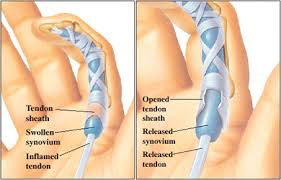 Tendon
sheath
Swollen
synovium
Inflamed
tendon
Opened
tendon
sheath
Released
synovium
Released
tendon